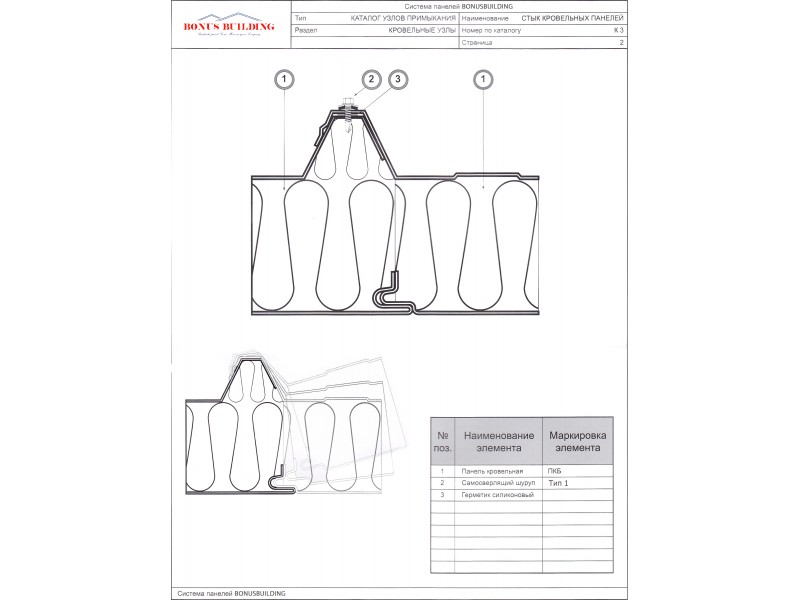 Система панелей BONUSBUILDING
BONUS BUILDING
Тип КАТАЛОГ УЗЛОВ ПРИМЫКАНИЯ Наименование СТЫК КРОВЕЛЬНЫХ ПАНЕЛЕЙ
Раздел КРОВЕЛЬНЫЕ УЗЛЫ Номер по каталогу К 3
Страница 2
1 2 3 1
№ поз. Наименование элемента Маркировка элемента
1 Панель кровельная ПКБ
2 Самосверлящий шуруп Тип 1
3 Герметик силиконовый
Система панелей BONUSBUILDING